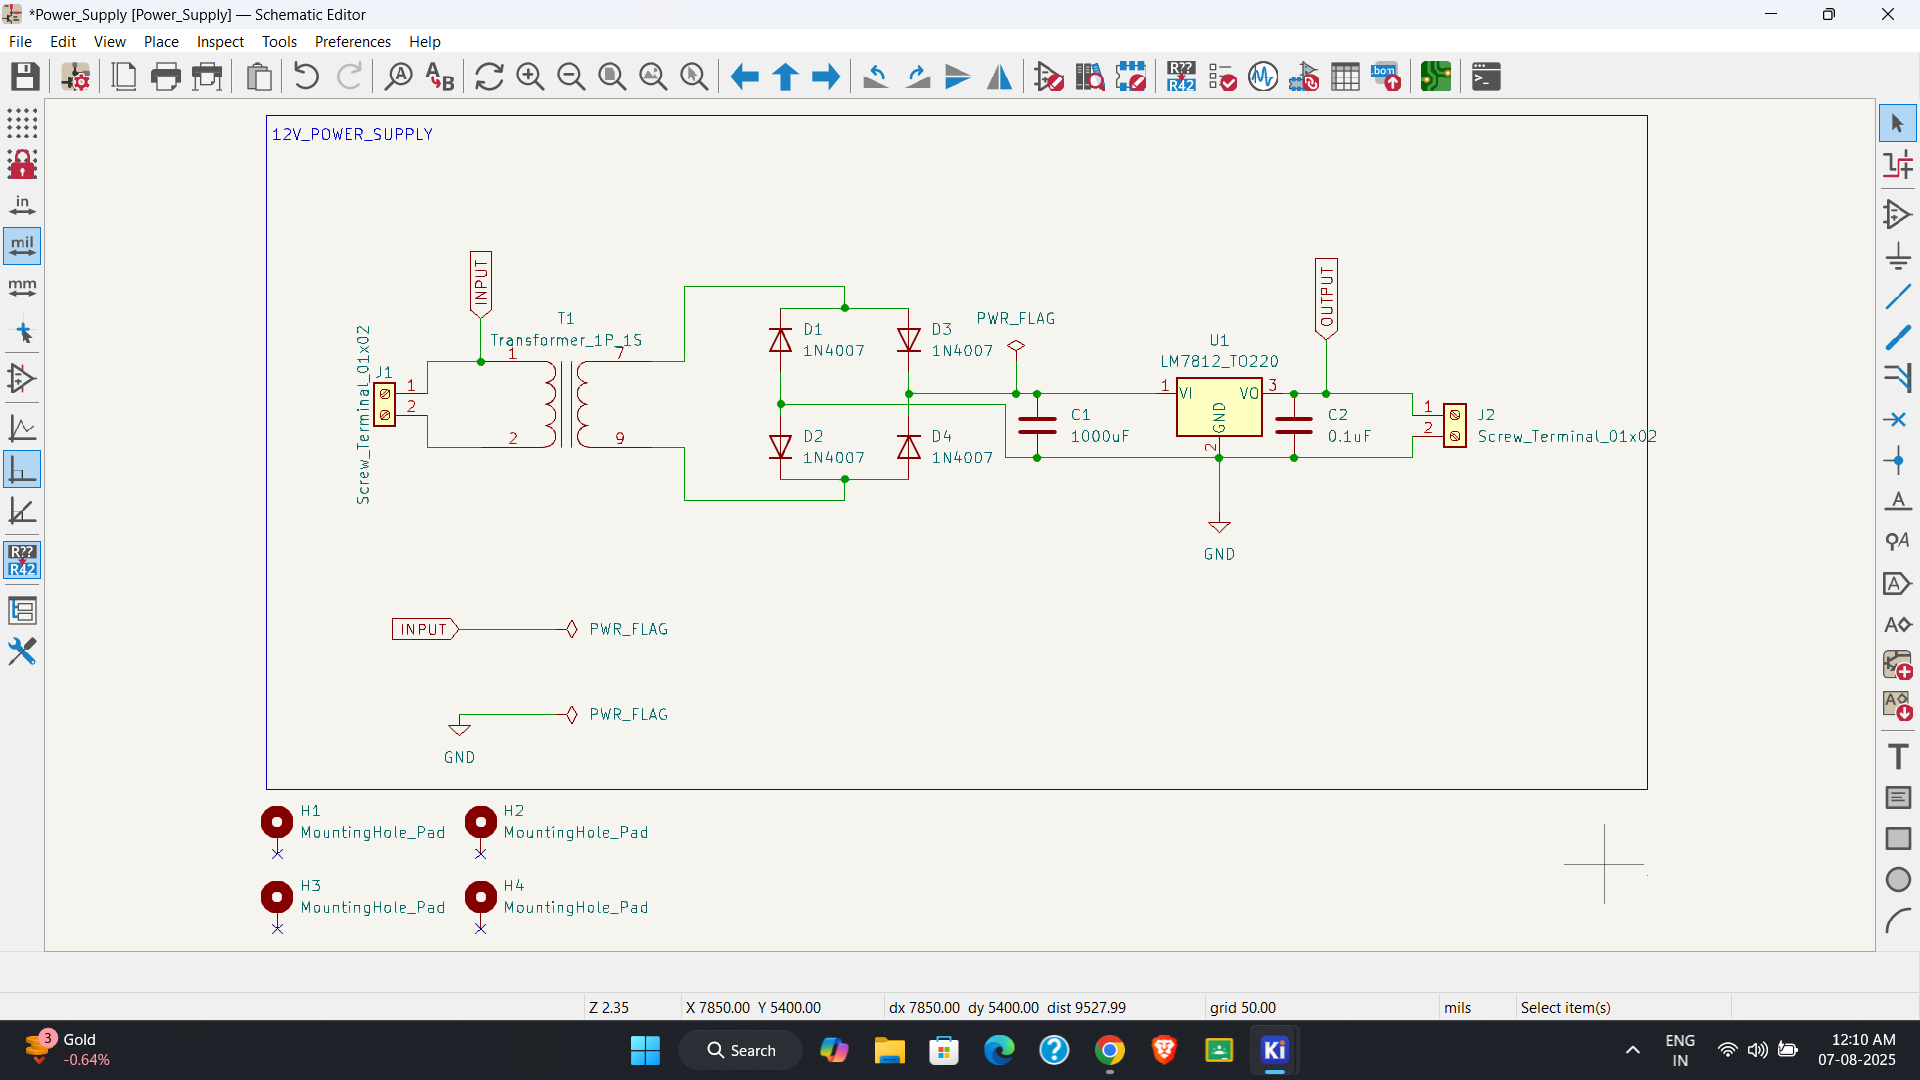 *Power_Supply [Power_Supply] — Schematic Editor
File Edit View Place Inspect Tools Preferences Help
R??
R42
.bom
in
mil
mm
R??
R42
12V_POWER_SUPPLY
INPUT
OUTPUT
T1
Transformer_1P_1S
1
7
2
9
J1
Screw_Terminal_01x02
1
2
D1
1N4007
D3
1N4007
D2
1N4007
D4
1N4007
PWR_FLAG
C1
1000uF
U1
LM7812_TO220
1
VI
VO
3
GND
2
C2
0.1uF
1
2
J2
Screw_Terminal_01x02
GND
INPUT
PWR_FLAG
PWR_FLAG
GND
H1
MountingHole_Pad
H2
MountingHole_Pad
H3
MountingHole_Pad
H4
MountingHole_Pad
Z 2.35
X 7850.00 Y 5400.00
dx 7850.00 dy 5400.00 dist 9527.99
grid 50.00
mils
Select item(s)
3
Gold
-0.64%
Search
Ki
ENG
IN
12:10 AM
07-08-2025